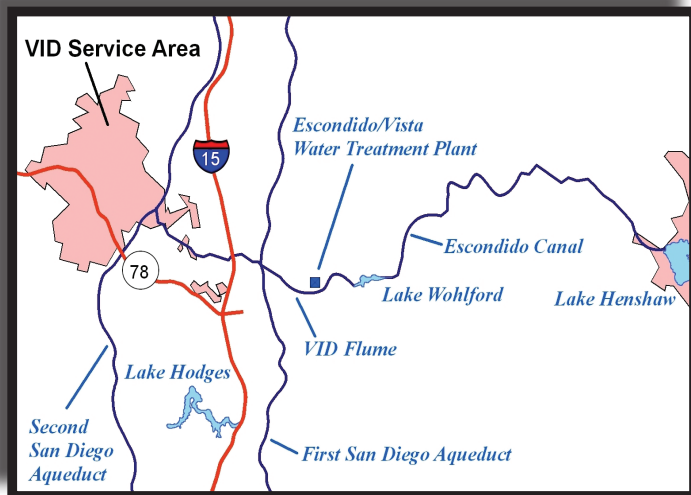 VID Service Area
15
Escondido/Vista
Water Treatment Plant
Escondido Canal
78
Lake Wohlford
Lake Henshaw
VID Flume
Lake Hodges
Second
San Diego
Aqueduct
First San Diego Aqueduct